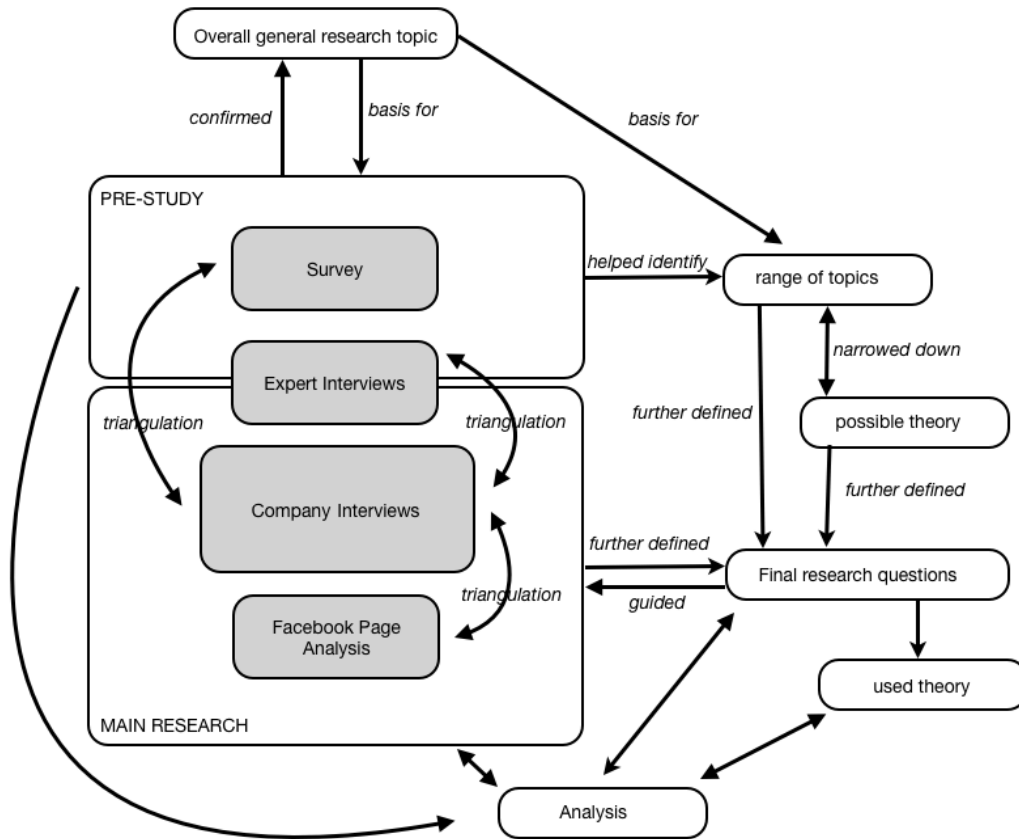 Overall general research topic
confirmed
basis for
basis for
PRE-STUDY
Survey
helped identify
range of topics
narrowed down
Expert Interviews
triangulation
triangulation
further defined
possible theory
further defined
Company Interviews
further defined
Final research questions
triangulation
guided
Facebook Page
Analysis
used theory
MAIN RESEARCH
Analysis